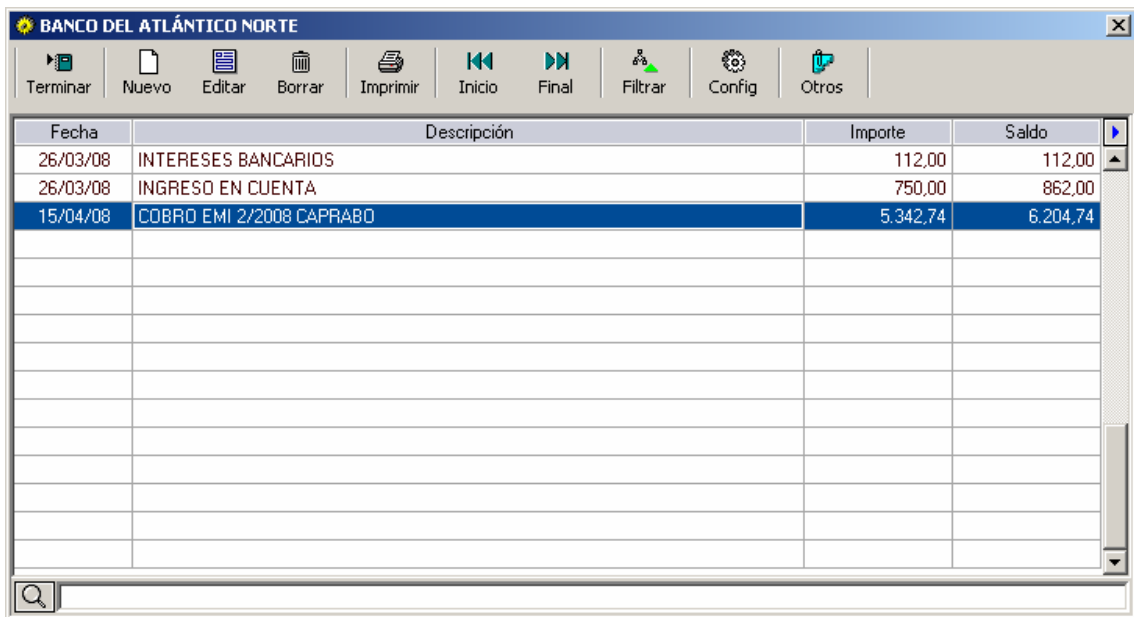 BANCO DEL ATLÁNTICO NORTE
Terminar Nuevo Editar Borrar Imprimir Inicio Final Filtrar Config Otros
Fecha Descripción Importe Saldo
26/03/08 INTERESES BANCARIOS 112,00 112,00
26/03/08 INGRESO EN CUENTA 750,00 862,00
15/04/08 COBRO EMI 2/2008 CAPRABO 5.342,74 6.204,74